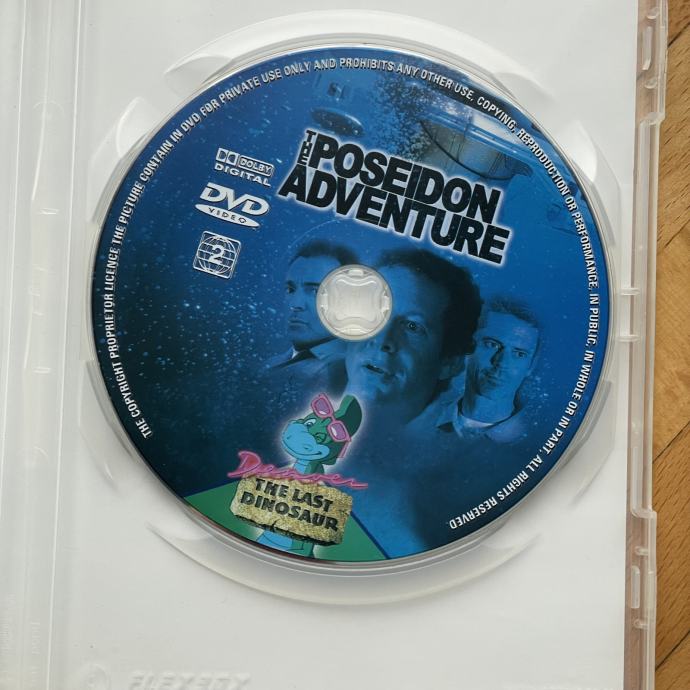 THE COPYRIGHT PROPRIETOR LICENCE THE PICTURE CONTAIN IN DVD FOR PRIVATE USE ONLY AND PROHIBITS ANY OTHER USE, COPYING, REPRODUCTION OR PERFORMANCE, IN PUBLIC, IN WHOLE OR IN PART. ALL RIGHTS RESERVED.
THE POSEIDON
ADVENTURE
DOLBY
DIGITAL
DVD
VIDEO
2
Denver
THE LAST
DINOSAUR
FLEXBOX